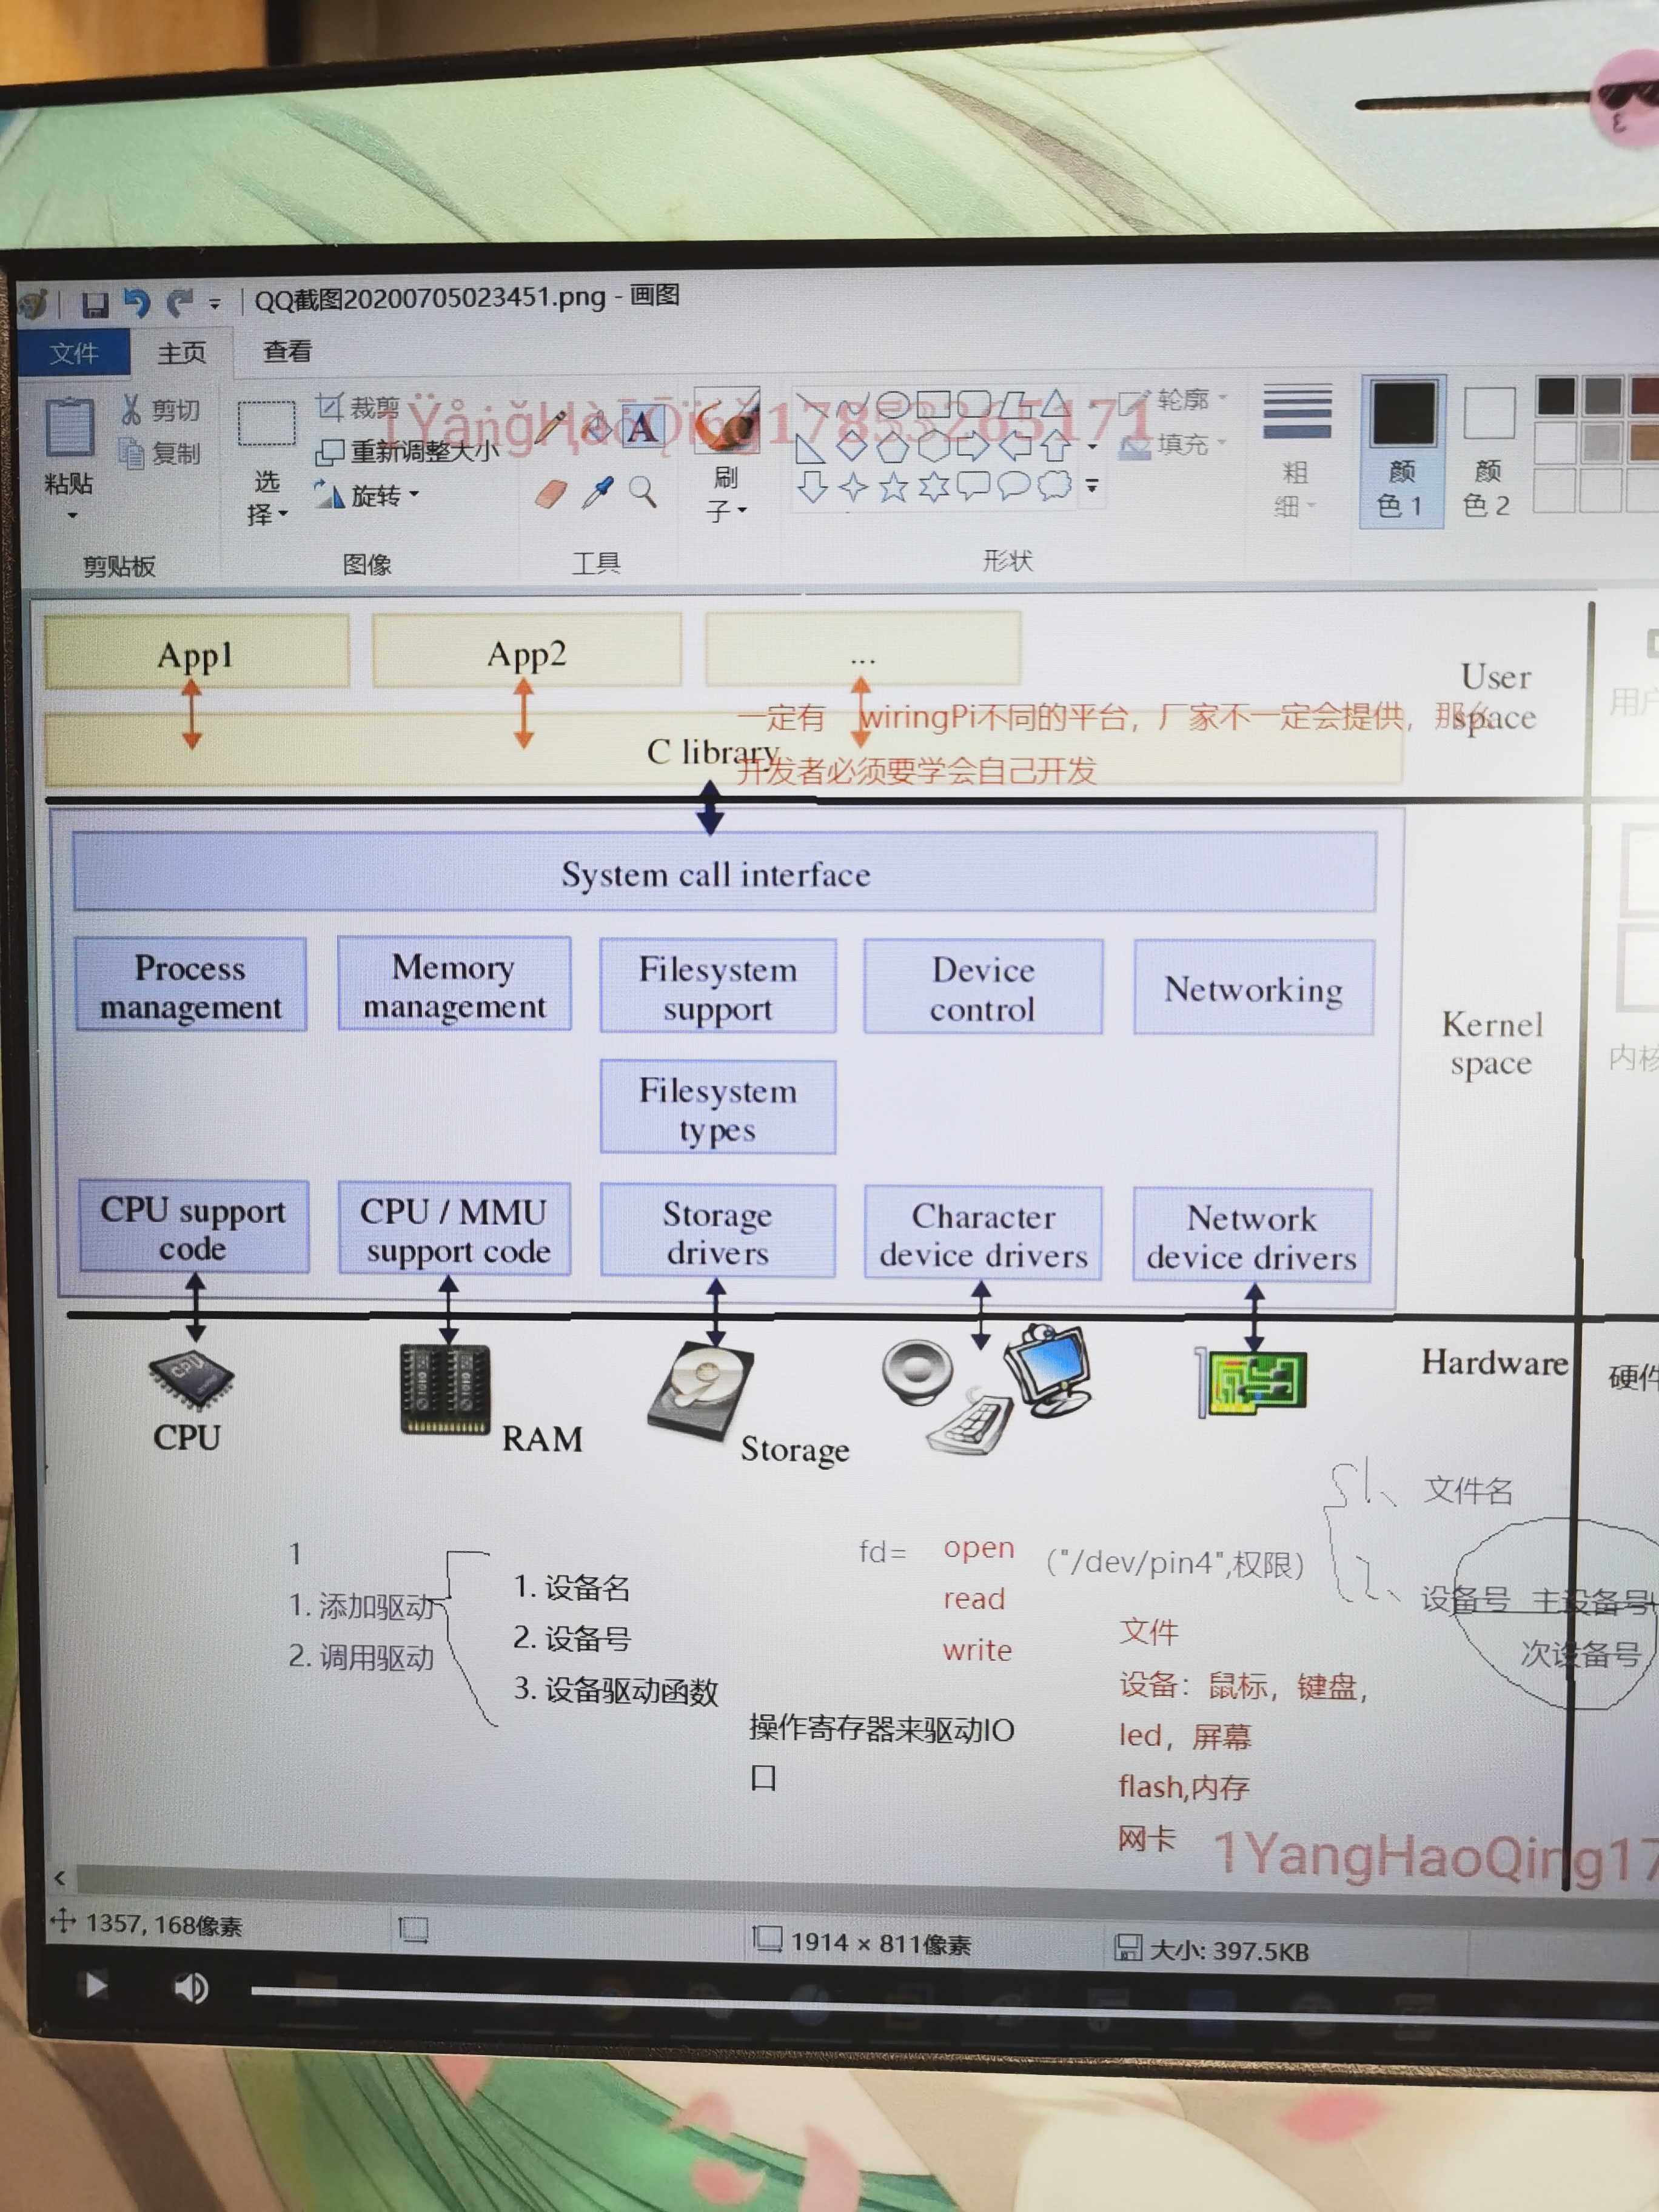 QQ截图20200705023451.png - 画图
文件 主页 查看
剪切
复制
粘贴
剪贴板
裁剪
重新调整大小
旋转
选择
图像
A
工具
刷子
形状
轮廓
填充
粗细
颜色 1
颜色 2
17853265171
App1 App2 ...
User space
一定有 wiringPi不同的平台，厂家不一定会提供，那么
C library
开发者必须要学会自己开发
System call interface
Process management
Memory management
Filesystem support
Device control
Networking
Filesystem types
Kernel space
CPU support code
CPU / MMU support code
Storage drivers
Character device drivers
Network device drivers
CPU
RAM
Storage
Hardware
用户
内核
硬件
1
1. 添加驱动
2. 调用驱动
1. 设备名
2. 设备号
3. 设备驱动函数
操作寄存器来驱动IO
口
fd= open ("/dev/pin4",权限)
read
write
文件
设备：鼠标，键盘，
led，屏幕
flash,内存
网卡
文件名
设备号 主设备号
次设备号
1YangHaoQing17
1357, 168像素
1914 × 811像素
大小: 397.5KB